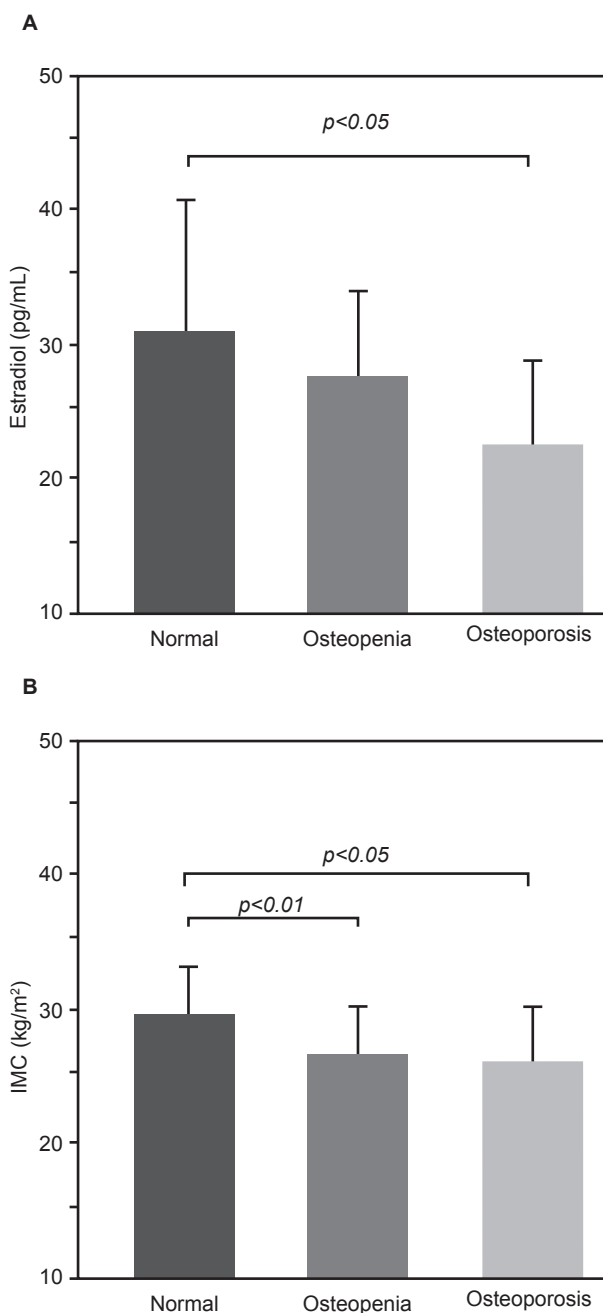 A
50
p<0.05
40
Estradiol (pg/mL)
30
20
10
Normal
Osteopenia
Osteoporosis
B
50
p<0.05
40
p<0.01
IMC (kg/m²)
30
20
10
Normal
Osteopenia
Osteoporosis